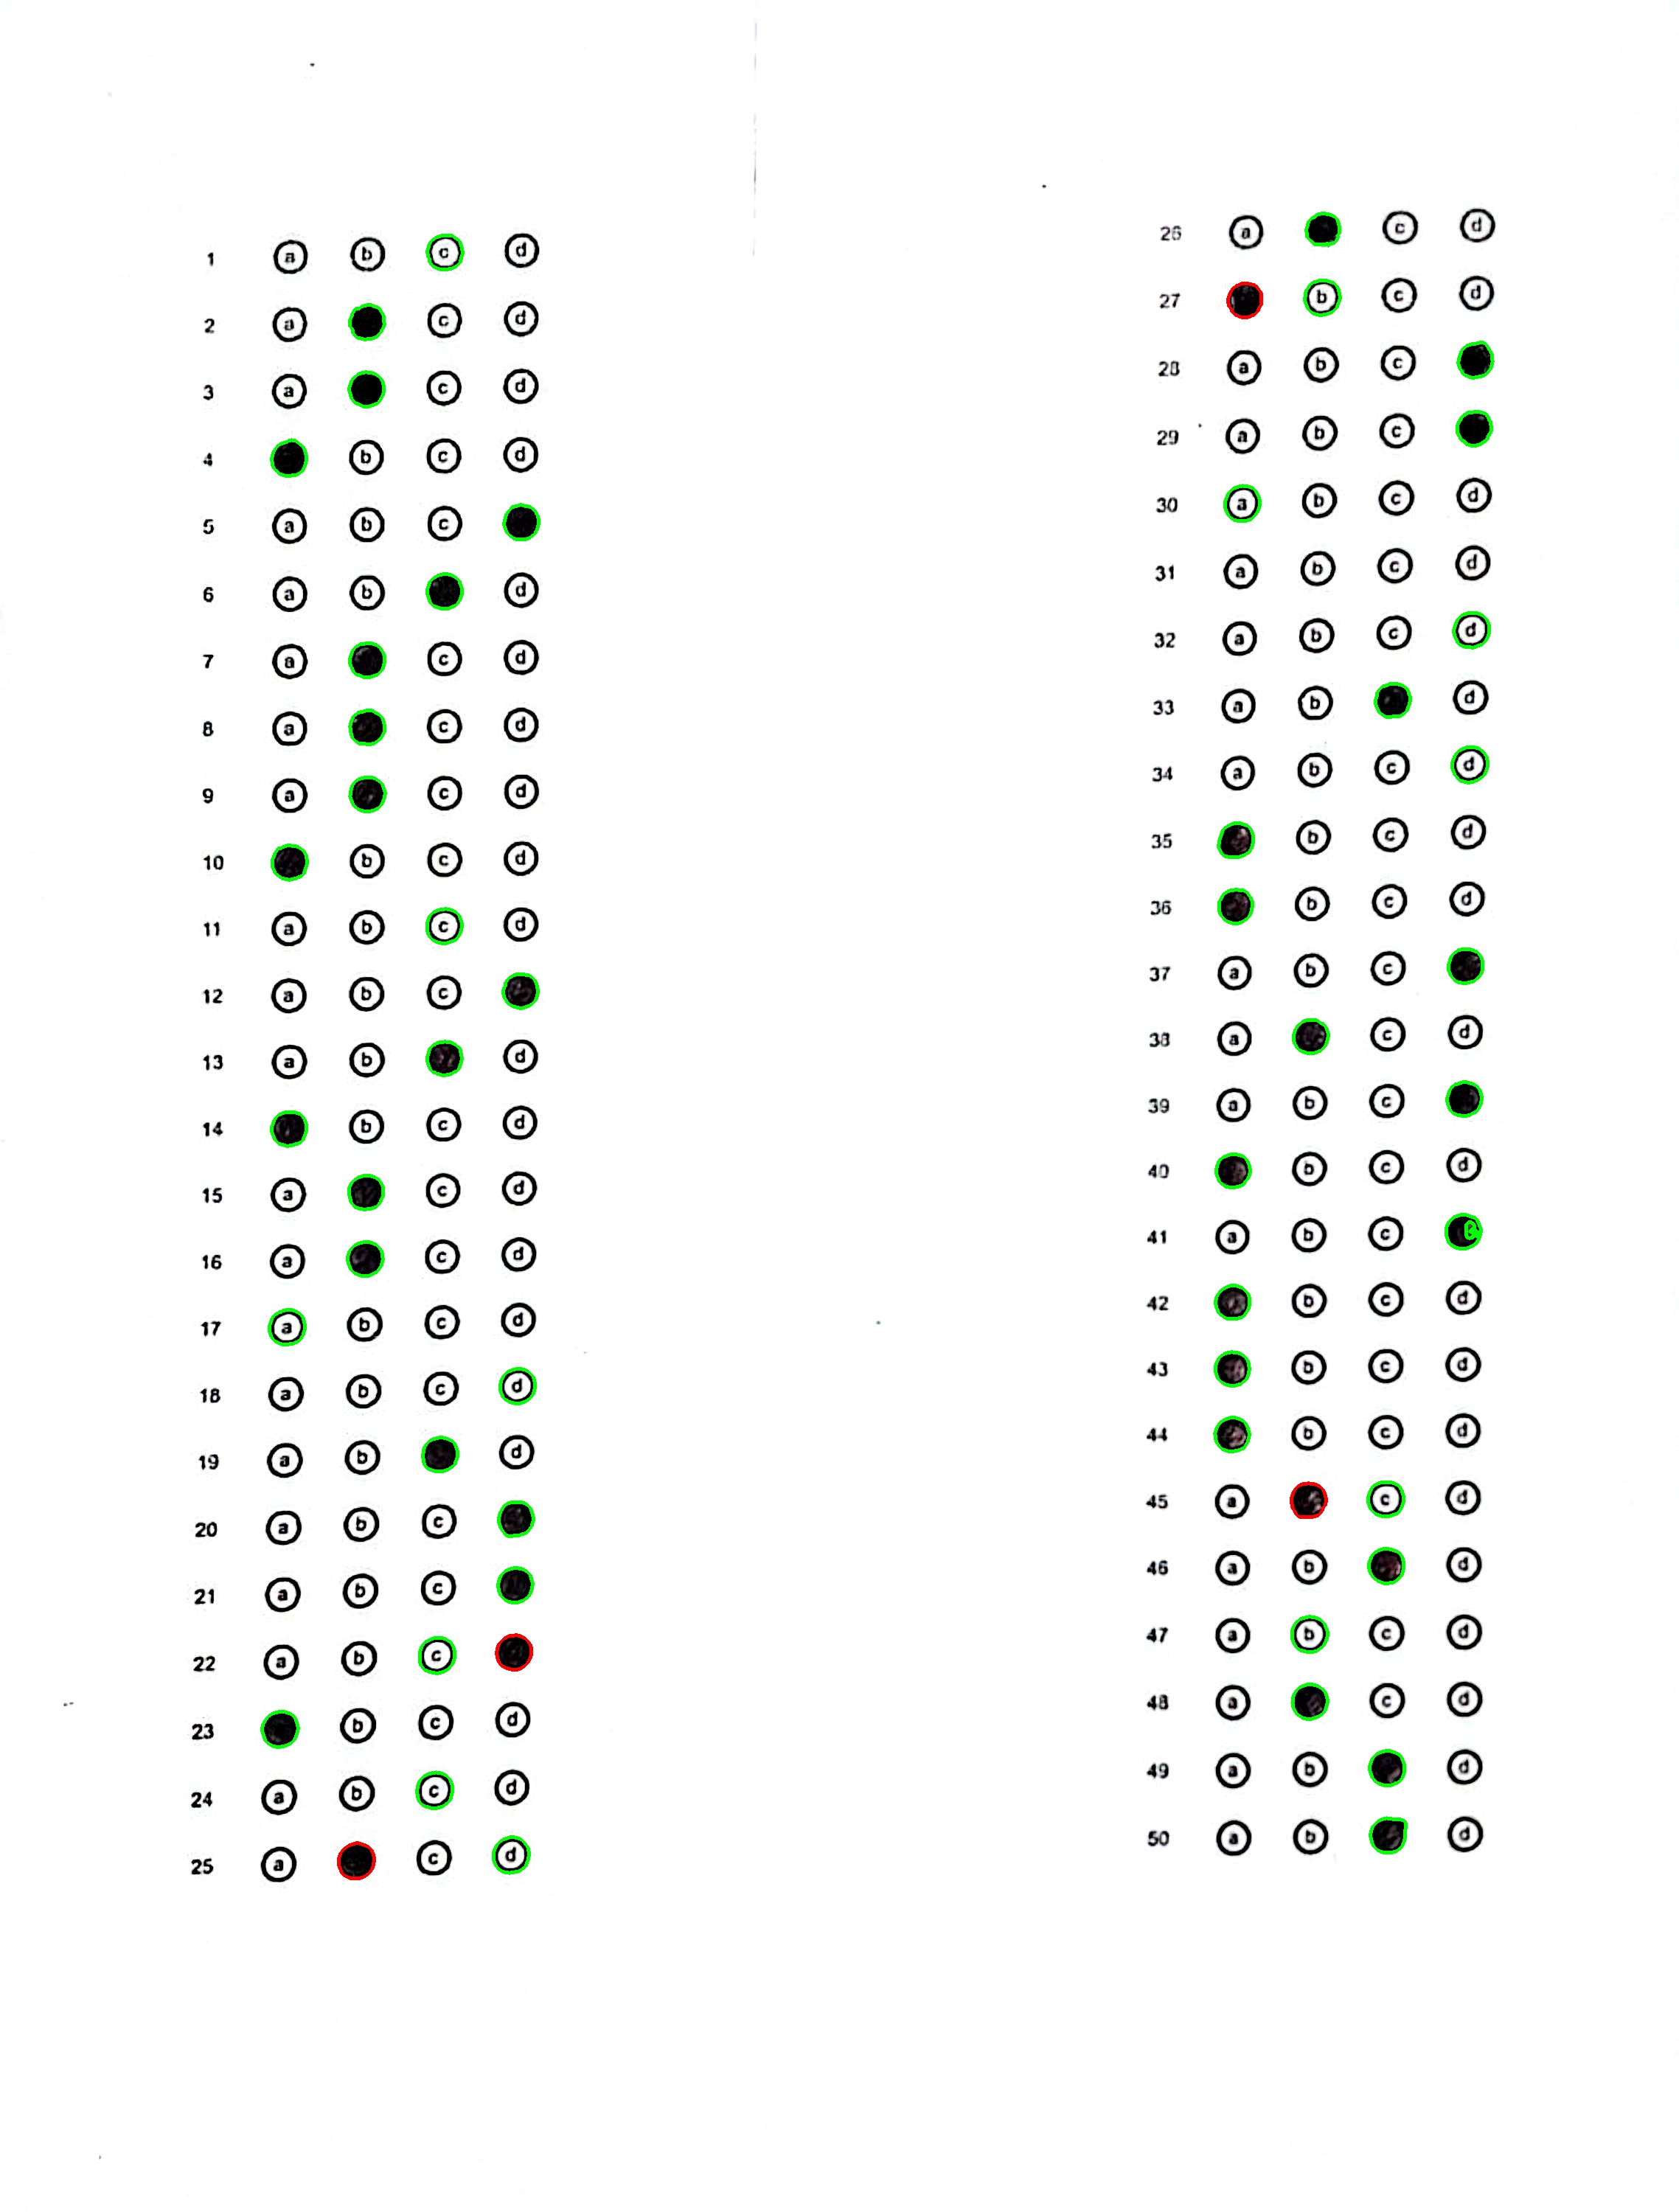 1 a b c d
2 a c d
3 a c d
4 b c d
5 a b c
6 a b d
7 a c d
8 a c d
9 a c d
10 b c d
11 a b c d
12 a b c
13 a b d
14 b c d
15 a c d
16 a c d
17 a b c d
18 a b c d
19 a b d
20 a b c
21 a b c
22 a b c
23 b c d
24 a b c d
25 a c d
26 a c d
27 b c d
28 a b c
29 a b c
30 a b c d
31 a b c d
32 a b c d
33 a b d
34 a b c d
35 b c d
36 b c d
37 a b c
38 a c d
39 a b c
40 b c d
41 a b c
42 b c d
43 b c d
44 b c d
45 a c d
46 a b d
47 a b c d
48 a c d
49 a b d
50 a b d